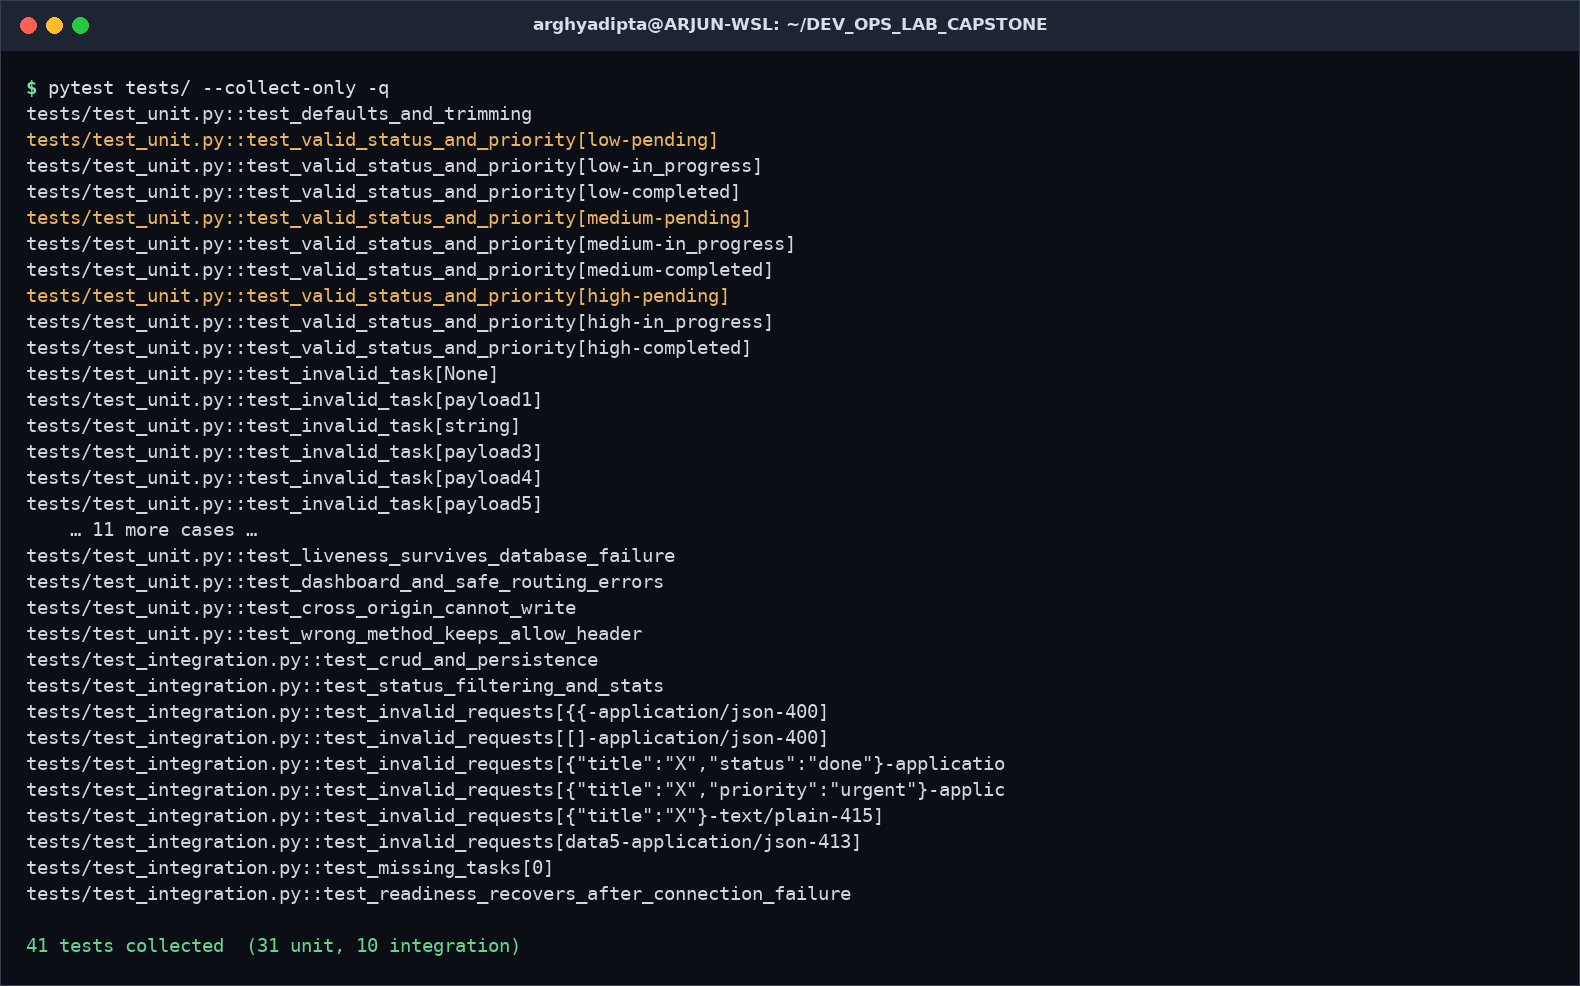 arghyadipta@ARJUN-WSL: ~/DEV_OPS_LAB_CAPSTONE
$ pytest tests/ --collect-only -q
tests/test_unit.py::test_defaults_and_trimming
tests/test_unit.py::test_valid_status_and_priority[low-pending]
tests/test_unit.py::test_valid_status_and_priority[low-in_progress]
tests/test_unit.py::test_valid_status_and_priority[low-completed]
tests/test_unit.py::test_valid_status_and_priority[medium-pending]
tests/test_unit.py::test_valid_status_and_priority[medium-in_progress]
tests/test_unit.py::test_valid_status_and_priority[medium-completed]
tests/test_unit.py::test_valid_status_and_priority[high-pending]
tests/test_unit.py::test_valid_status_and_priority[high-in_progress]
tests/test_unit.py::test_valid_status_and_priority[high-completed]
tests/test_unit.py::test_invalid_task[None]
tests/test_unit.py::test_invalid_task[payload1]
tests/test_unit.py::test_invalid_task[string]
tests/test_unit.py::test_invalid_task[payload3]
tests/test_unit.py::test_invalid_task[payload4]
tests/test_unit.py::test_invalid_task[payload5]
… 11 more cases …
tests/test_unit.py::test_liveness_survives_database_failure
tests/test_unit.py::test_dashboard_and_safe_routing_errors
tests/test_unit.py::test_cross_origin_cannot_write
tests/test_unit.py::test_wrong_method_keeps_allow_header
tests/test_integration.py::test_crud_and_persistence
tests/test_integration.py::test_status_filtering_and_stats
tests/test_integration.py::test_invalid_requests[{{-application/json-400]
tests/test_integration.py::test_invalid_requests[[]-application/json-400]
tests/test_integration.py::test_invalid_requests[{"title":"X","status":"done"}-applicatio
tests/test_integration.py::test_invalid_requests[{"title":"X","priority":"urgent"}-applic
tests/test_integration.py::test_invalid_requests[{"title":"X"}-text/plain-415]
tests/test_integration.py::test_invalid_requests[data5-application/json-413]
tests/test_integration.py::test_missing_tasks[0]
tests/test_integration.py::test_readiness_recovers_after_connection_failure
41 tests collected  (31 unit, 10 integration)